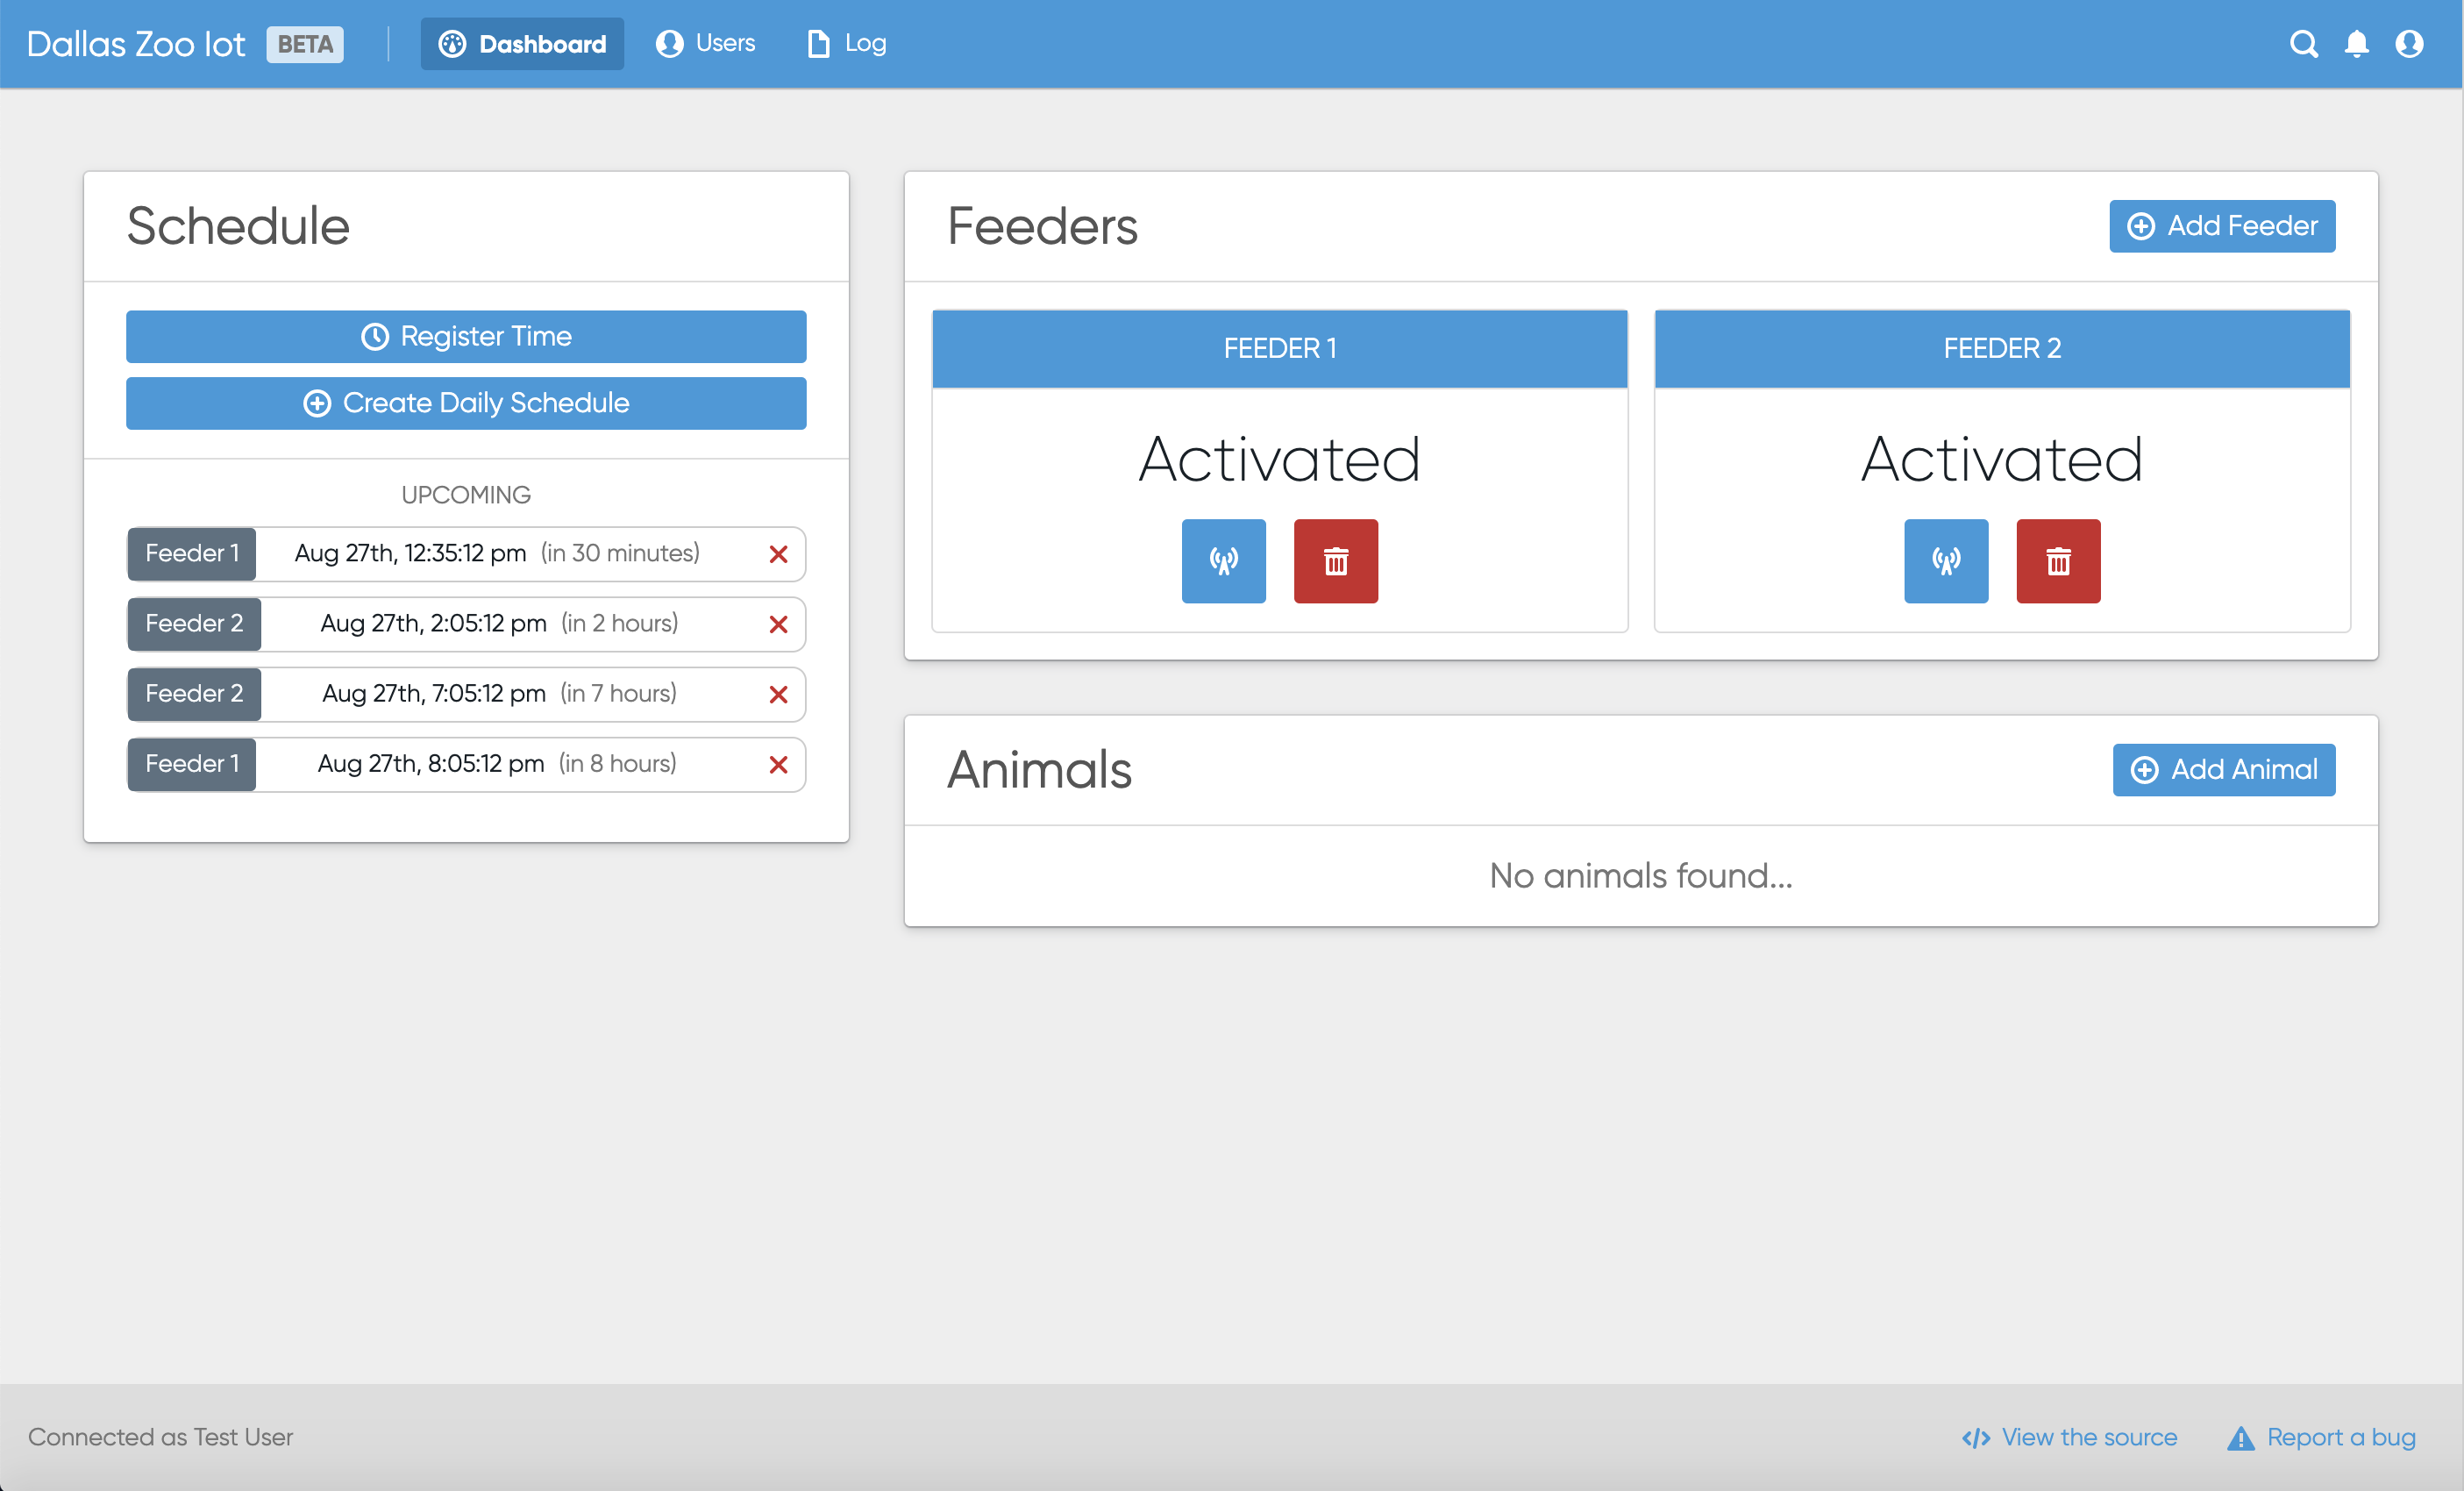 Dallas Zoo Iot BETA Dashboard Users Log
Schedule
Register Time
Create Daily Schedule
UPCOMING
Feeder 1 Aug 27th, 12:35:12 pm (in 30 minutes)
Feeder 2 Aug 27th, 2:05:12 pm (in 2 hours)
Feeder 2 Aug 27th, 7:05:12 pm (in 7 hours)
Feeder 1 Aug 27th, 8:05:12 pm (in 8 hours)
Feeders
Add Feeder
FEEDER 1
Activated
FEEDER 2
Activated
Animals
Add Animal
No animals found...
Connected as Test User
View the source
Report a bug